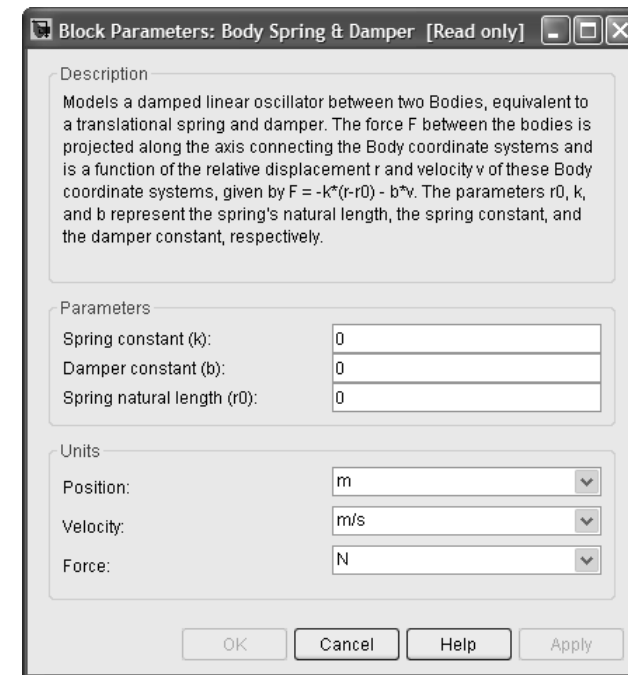 Block Parameters: Body Spring & Damper [Read only]
Description
Models a damped linear oscillator between two Bodies, equivalent to
a translational spring and damper. The force F between the bodies is
projected along the axis connecting the Body coordinate systems and
is a function of the relative displacement r and velocity v of these Body
coordinate systems, given by F = -k*(r-r0) - b*v. The parameters r0, k,
and b represent the spring's natural length, the spring constant, and
the damper constant, respectively.
Parameters
Spring constant (k): 0
Damper constant (b): 0
Spring natural length (r0): 0
Units
Position: m
Velocity: m/s
Force: N
OK Cancel Help Apply